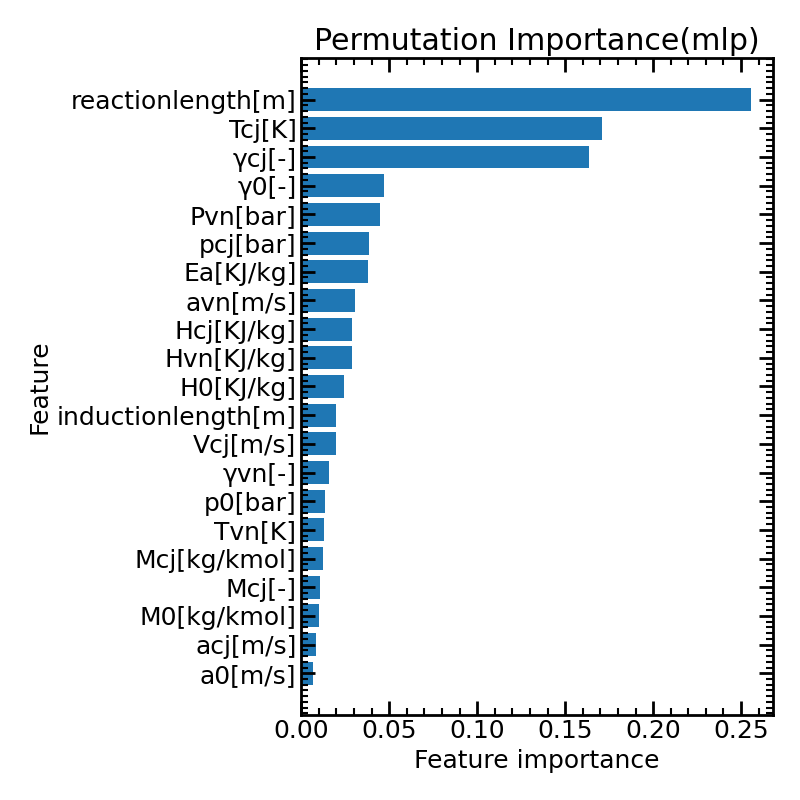 Permutation Importance(mlp)
reactionlength[m]
Tcj[K]
γcj[-]
γ0[-]
Pvn[bar]
pcj[bar]
Ea[KJ/kg]
avn[m/s]
Hcj[KJ/kg]
Hvn[KJ/kg]
H0[KJ/kg]
inductionlength[m]
Vcj[m/s]
γvn[-]
p0[bar]
Tvn[K]
Mcj[kg/kmol]
Mcj[-]
M0[kg/kmol]
acj[m/s]
a0[m/s]
Feature
0.00 0.05 0.10 0.15 0.20 0.25
Feature importance